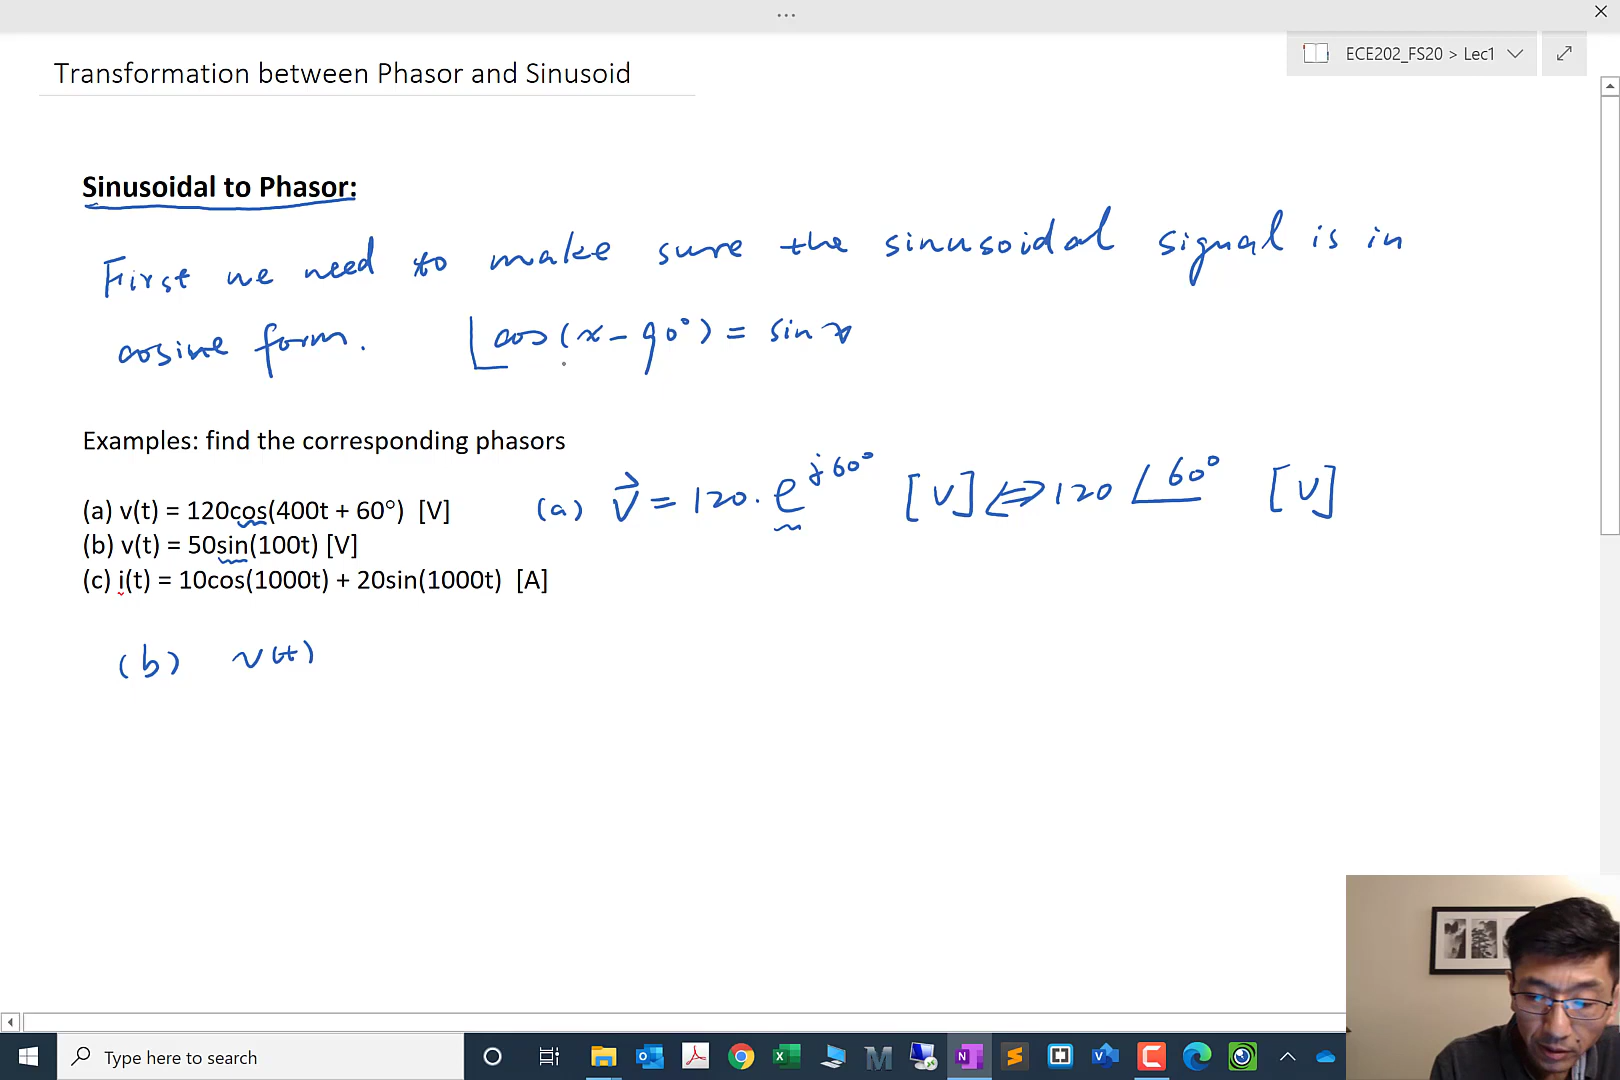 ECE202_FS20 > Lec1
Transformation between Phasor and Sinusoid
Sinusoidal to Phasor:
First we need to make sure the sinusoidal signal is in
cosine form. cos(x-90°) = sin x
Examples: find the corresponding phasors
(a) v(t) = 120cos(400t + 60°) [V]
(a) V⃗ = 120·e^j60° [V] ⇔ 120∠60° [V]
(b) v(t) = 50sin(100t) [V]
(c) i(t) = 10cos(1000t) + 20sin(1000t) [A]
(b) v(t)
Type here to search